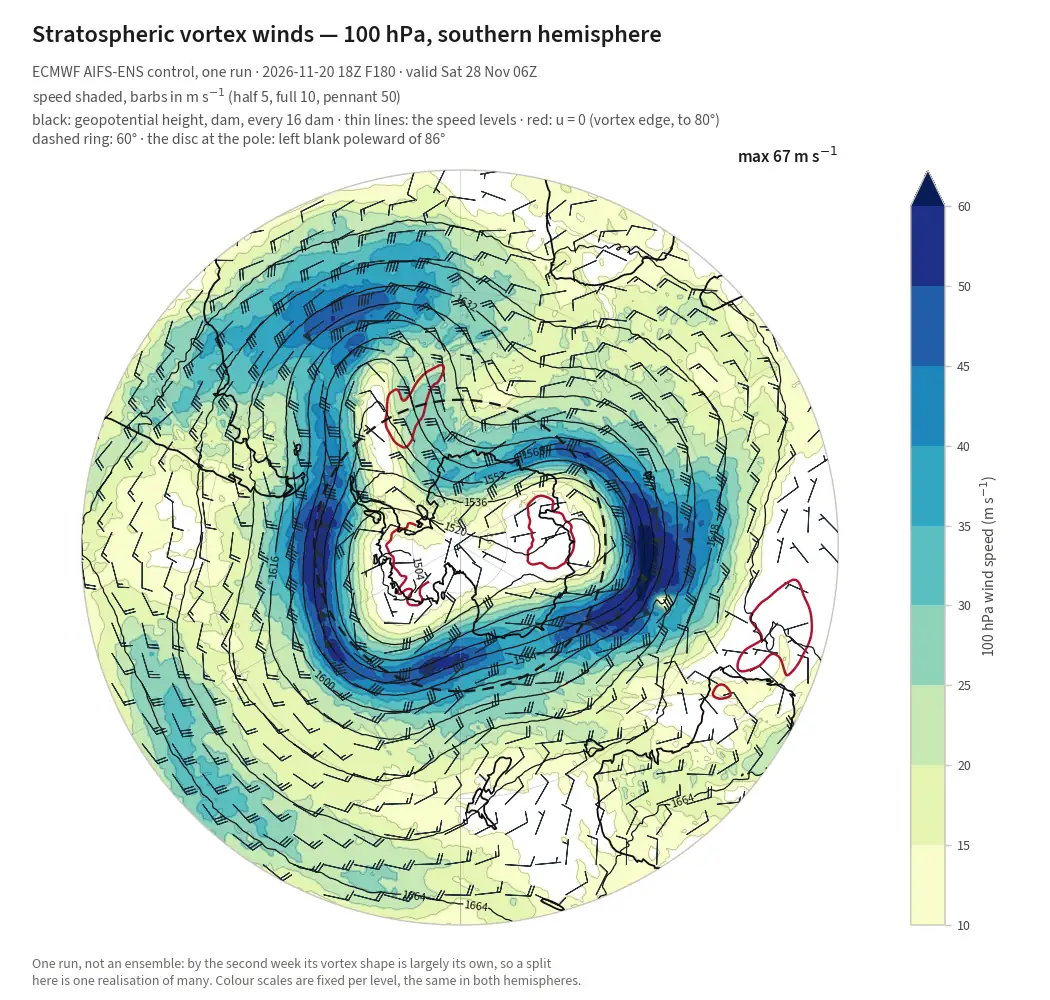 Stratospheric vortex winds — 100 hPa, southern hemisphere
ECMWF AIFS-ENS control, one run · 2026-11-20 18Z F180 · valid Sat 28 Nov 06Z
speed shaded, barbs in m s⁻¹ (half 5, full 10, pennant 50)
black: geopotential height, dam, every 16 dam · thin lines: the speed levels · red: u = 0 (vortex edge, to 80°)
dashed ring: 60° · the disc at the pole: left blank poleward of 86°
max 67 m s⁻¹
60
50
45
40
35
30
25
20
15
10
100 hPa wind speed (m s⁻¹)
1632
1568
1552
1536
1520
1504
1648
1616
1600
1664
1664
1664
One run, not an ensemble: by the second week its vortex shape is largely its own, so a split
here is one realisation of many. Colour scales are fixed per level, the same in both hemispheres.